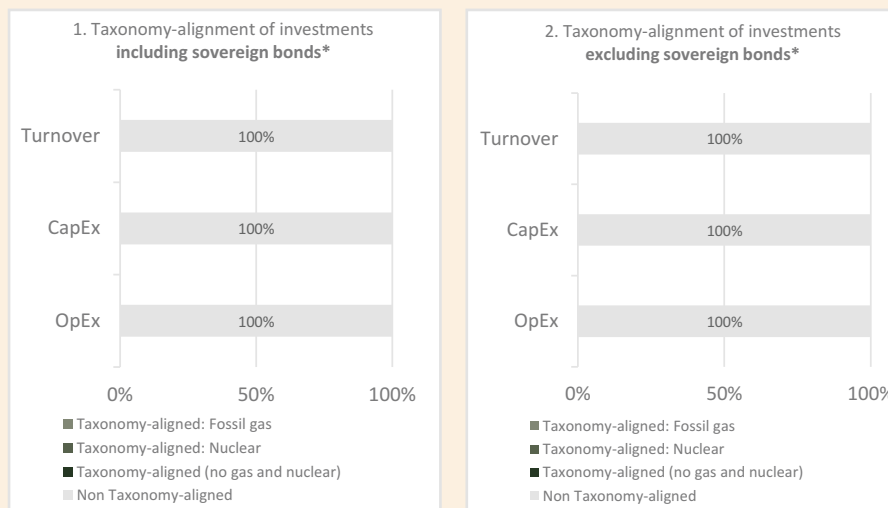 1. Taxonomy-alignment of investments
including sovereign bonds*
Turnover
100%
CapEx
100%
OpEx
100%
0%
50%
100%
Taxonomy-aligned: Fossil gas
Taxonomy-aligned: Nuclear
Taxonomy-aligned (no gas and nuclear)
Non Taxonomy-aligned
2. Taxonomy-alignment of investments
excluding sovereign bonds*
Turnover
100%
CapEx
100%
OpEx
100%
0%
50%
100%
Taxonomy-aligned: Fossil gas
Taxonomy-aligned: Nuclear
Taxonomy-aligned (no gas and nuclear)
Non Taxonomy-aligned